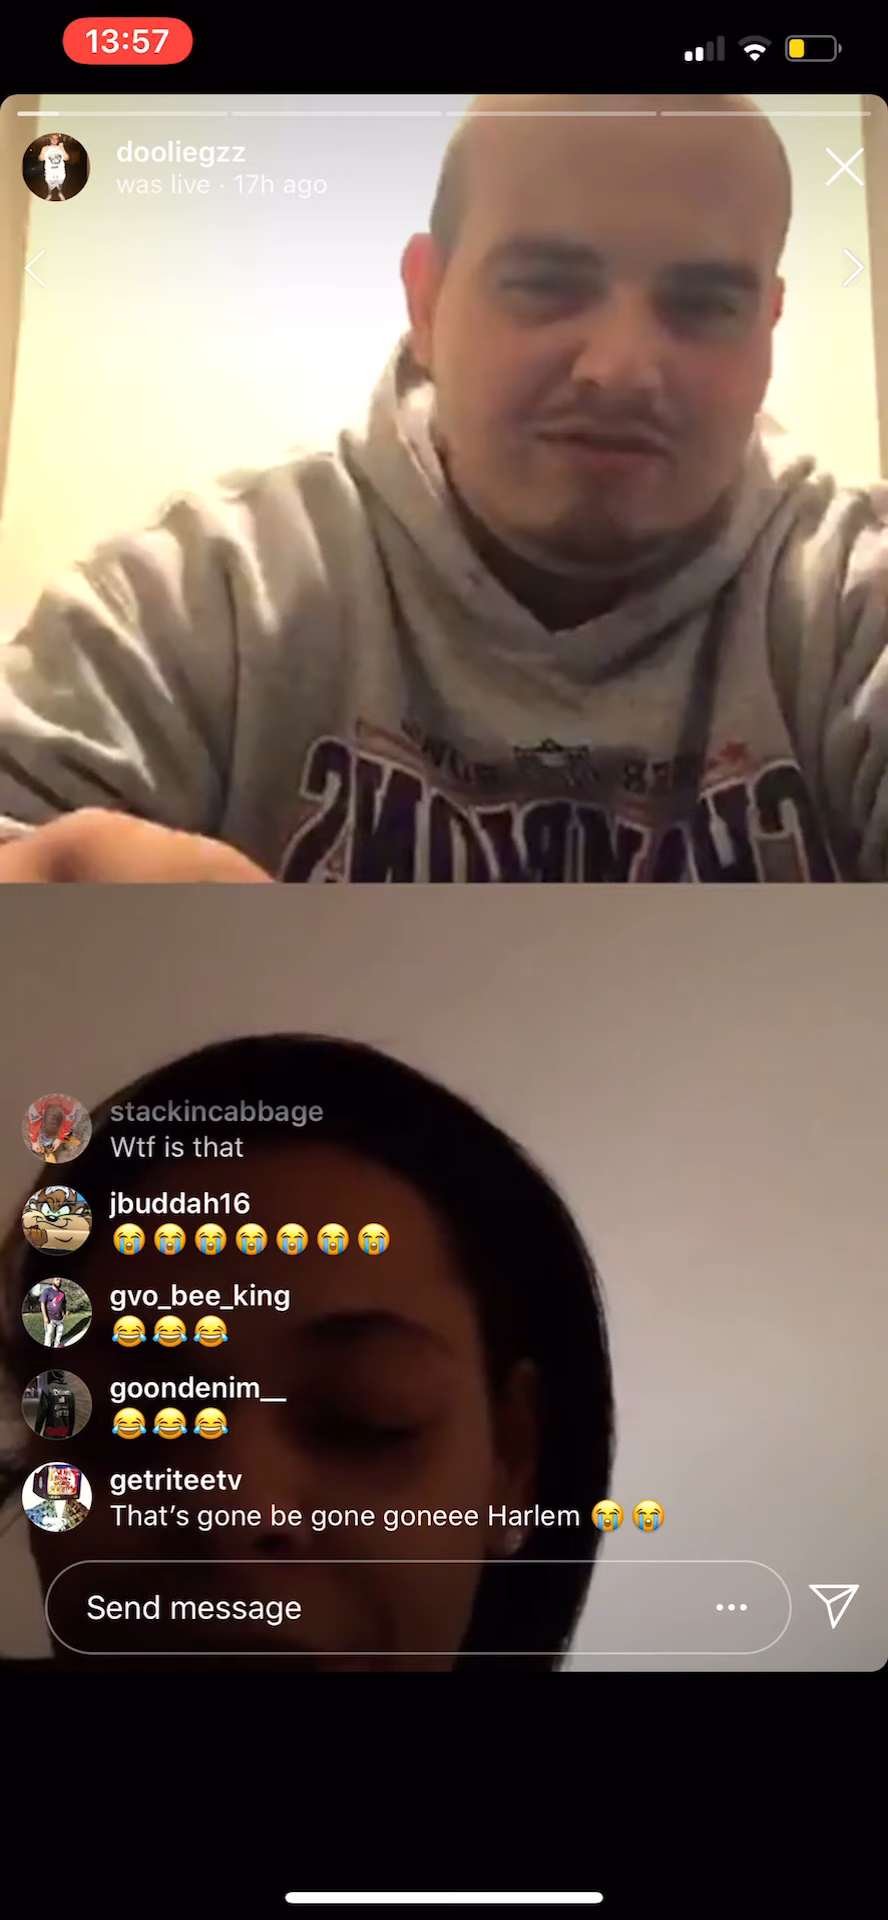 13:57
dooliegzz
was live · 17h ago
CHAMPIONS
stackincabbage
Wtf is that
jbuddah16
😭😭😭😭😭😭😭
gvo_bee_king
😂😂😂
goondenim__
😂😂😂
getriteetv
That's gone be gone goneee Harlem 😭😭
Send message